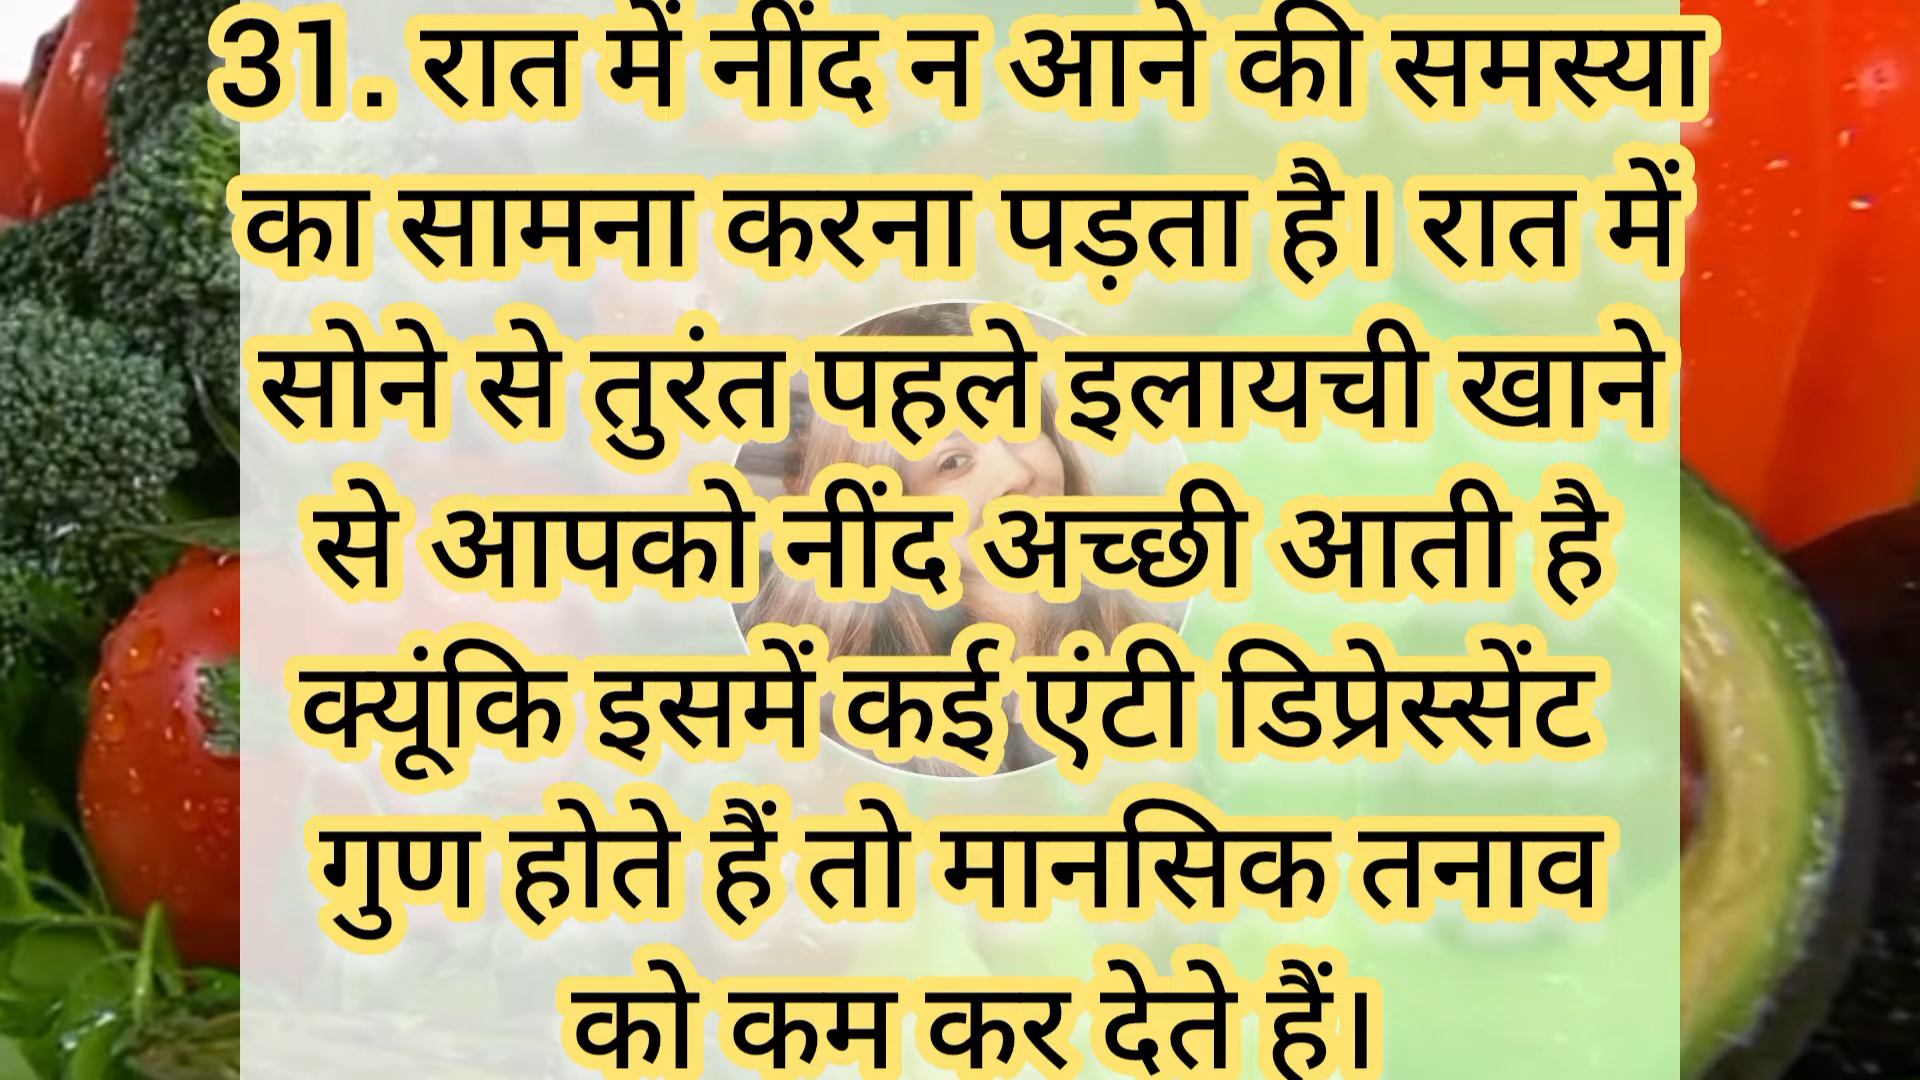 31. रात में नींद न आने की समस्या
का सामना करना पड़ता है। रात में
सोने से तुरंत पहले इलायची खाने
से आपको नींद अच्छी आती है
क्यूंकि इसमें कई एंटी डिप्रेस्सेंट
गुण होते हैं तो मानसिक तनाव
को कम कर देते हैं।